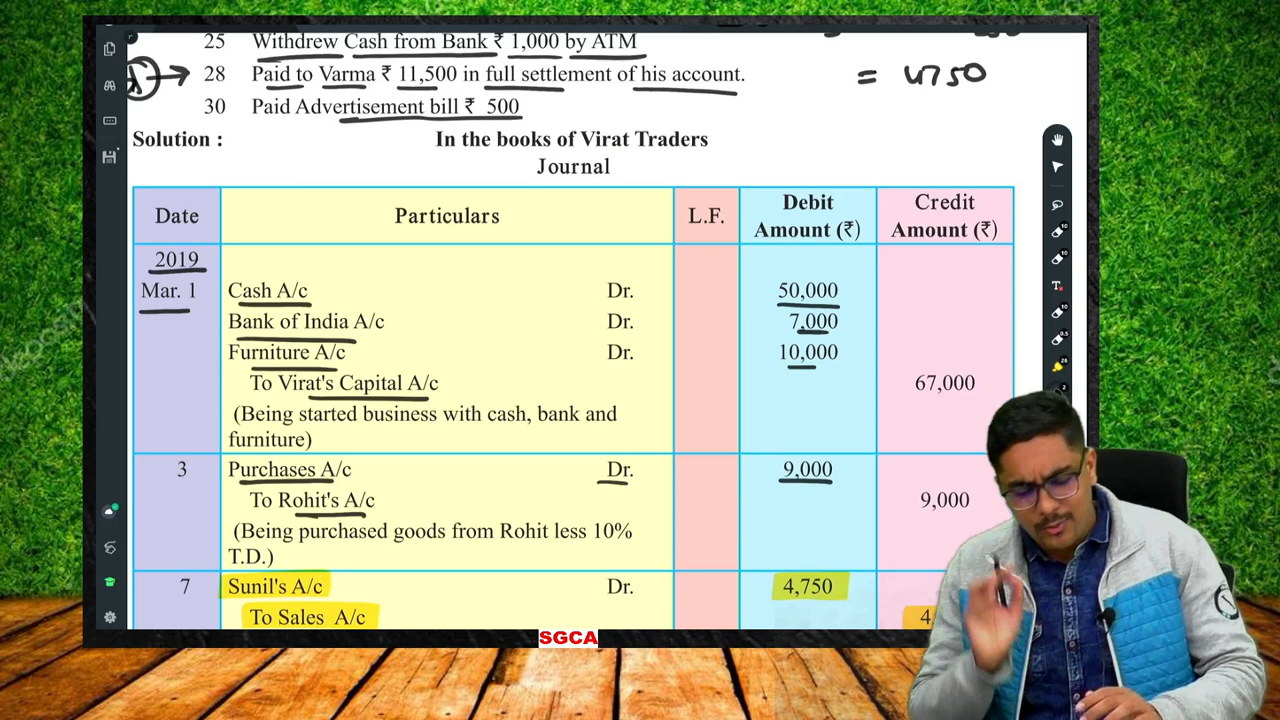 25 Withdrew Cash from Bank ₹ 1,000 by ATM
28 Paid to Varma ₹ 11,500 in full settlement of his account. = 4750
30 Paid Advertisement bill ₹ 500
Solution : In the books of Virat Traders
Journal
Date Particulars L.F. Debit Amount (₹) Credit Amount (₹)
2019
Mar. 1 Cash A/c Dr. 50,000
Bank of India A/c Dr. 7,000
Furniture A/c Dr. 10,000
To Virat's Capital A/c 67,000
(Being started business with cash, bank and
furniture)
3 Purchases A/c Dr. 9,000
To Rohit's A/c 9,000
(Being purchased goods from Rohit less 10%
T.D.)
7 Sunil's A/c Dr. 4,750
To Sales A/c
SGCA